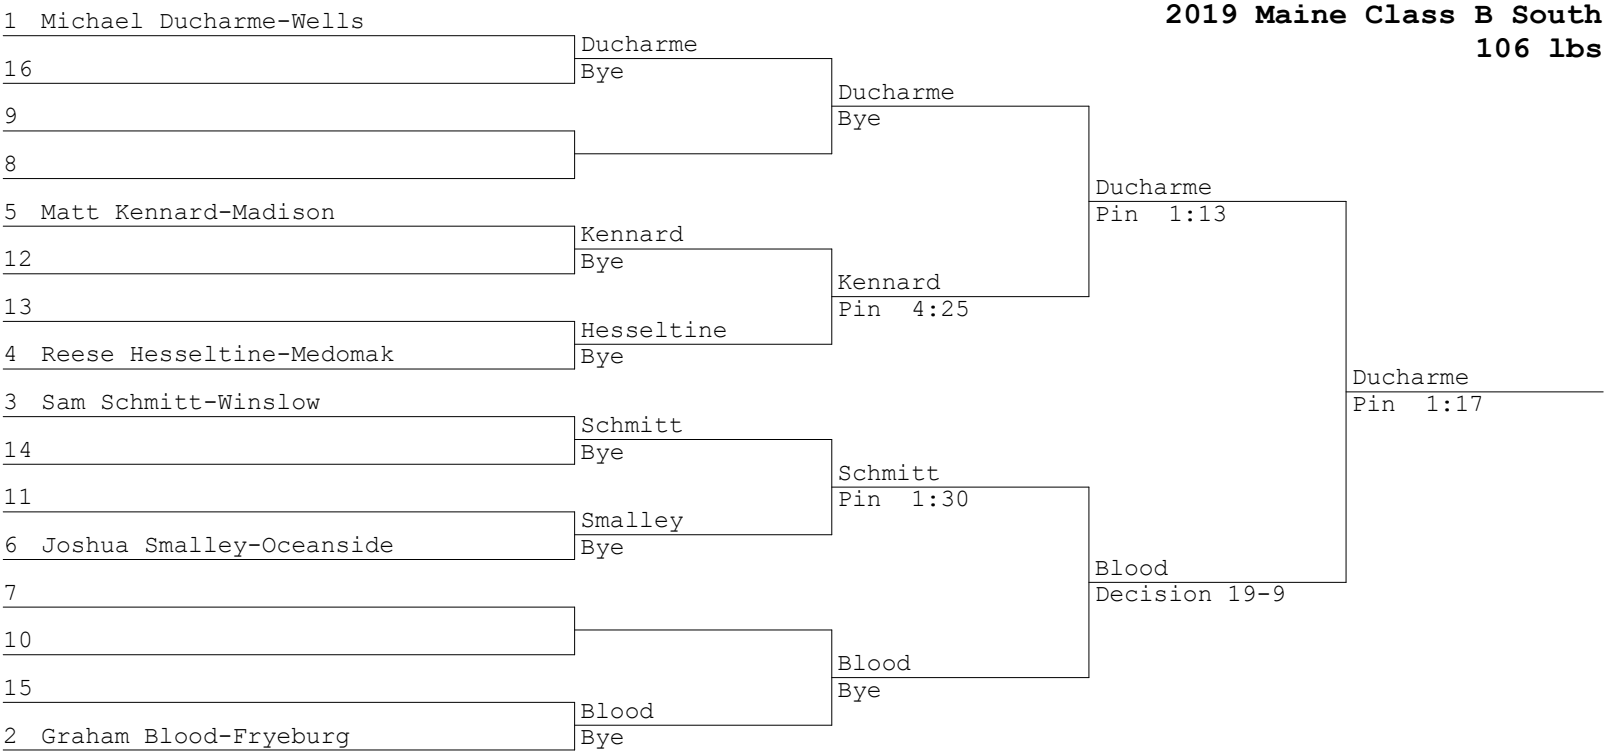 2019 Maine Class B South
106 lbs
1 Michael Ducharme-Wells
16
9
8
5 Matt Kennard-Madison
12
13
4 Reese Hesseltine-Medomak
3 Sam Schmitt-Winslow
14
11
6 Joshua Smalley-Oceanside
7
10
15
2 Graham Blood-Fryeburg
Ducharme
Bye
Kennard
Bye
Hesseltine
Bye
Schmitt
Bye
Smalley
Bye
Blood
Bye
Ducharme
Bye
Kennard
Pin 4:25
Schmitt
Pin 1:30
Blood
Bye
Ducharme
Pin 1:13
Blood
Decision 19-9
Ducharme
Pin 1:17